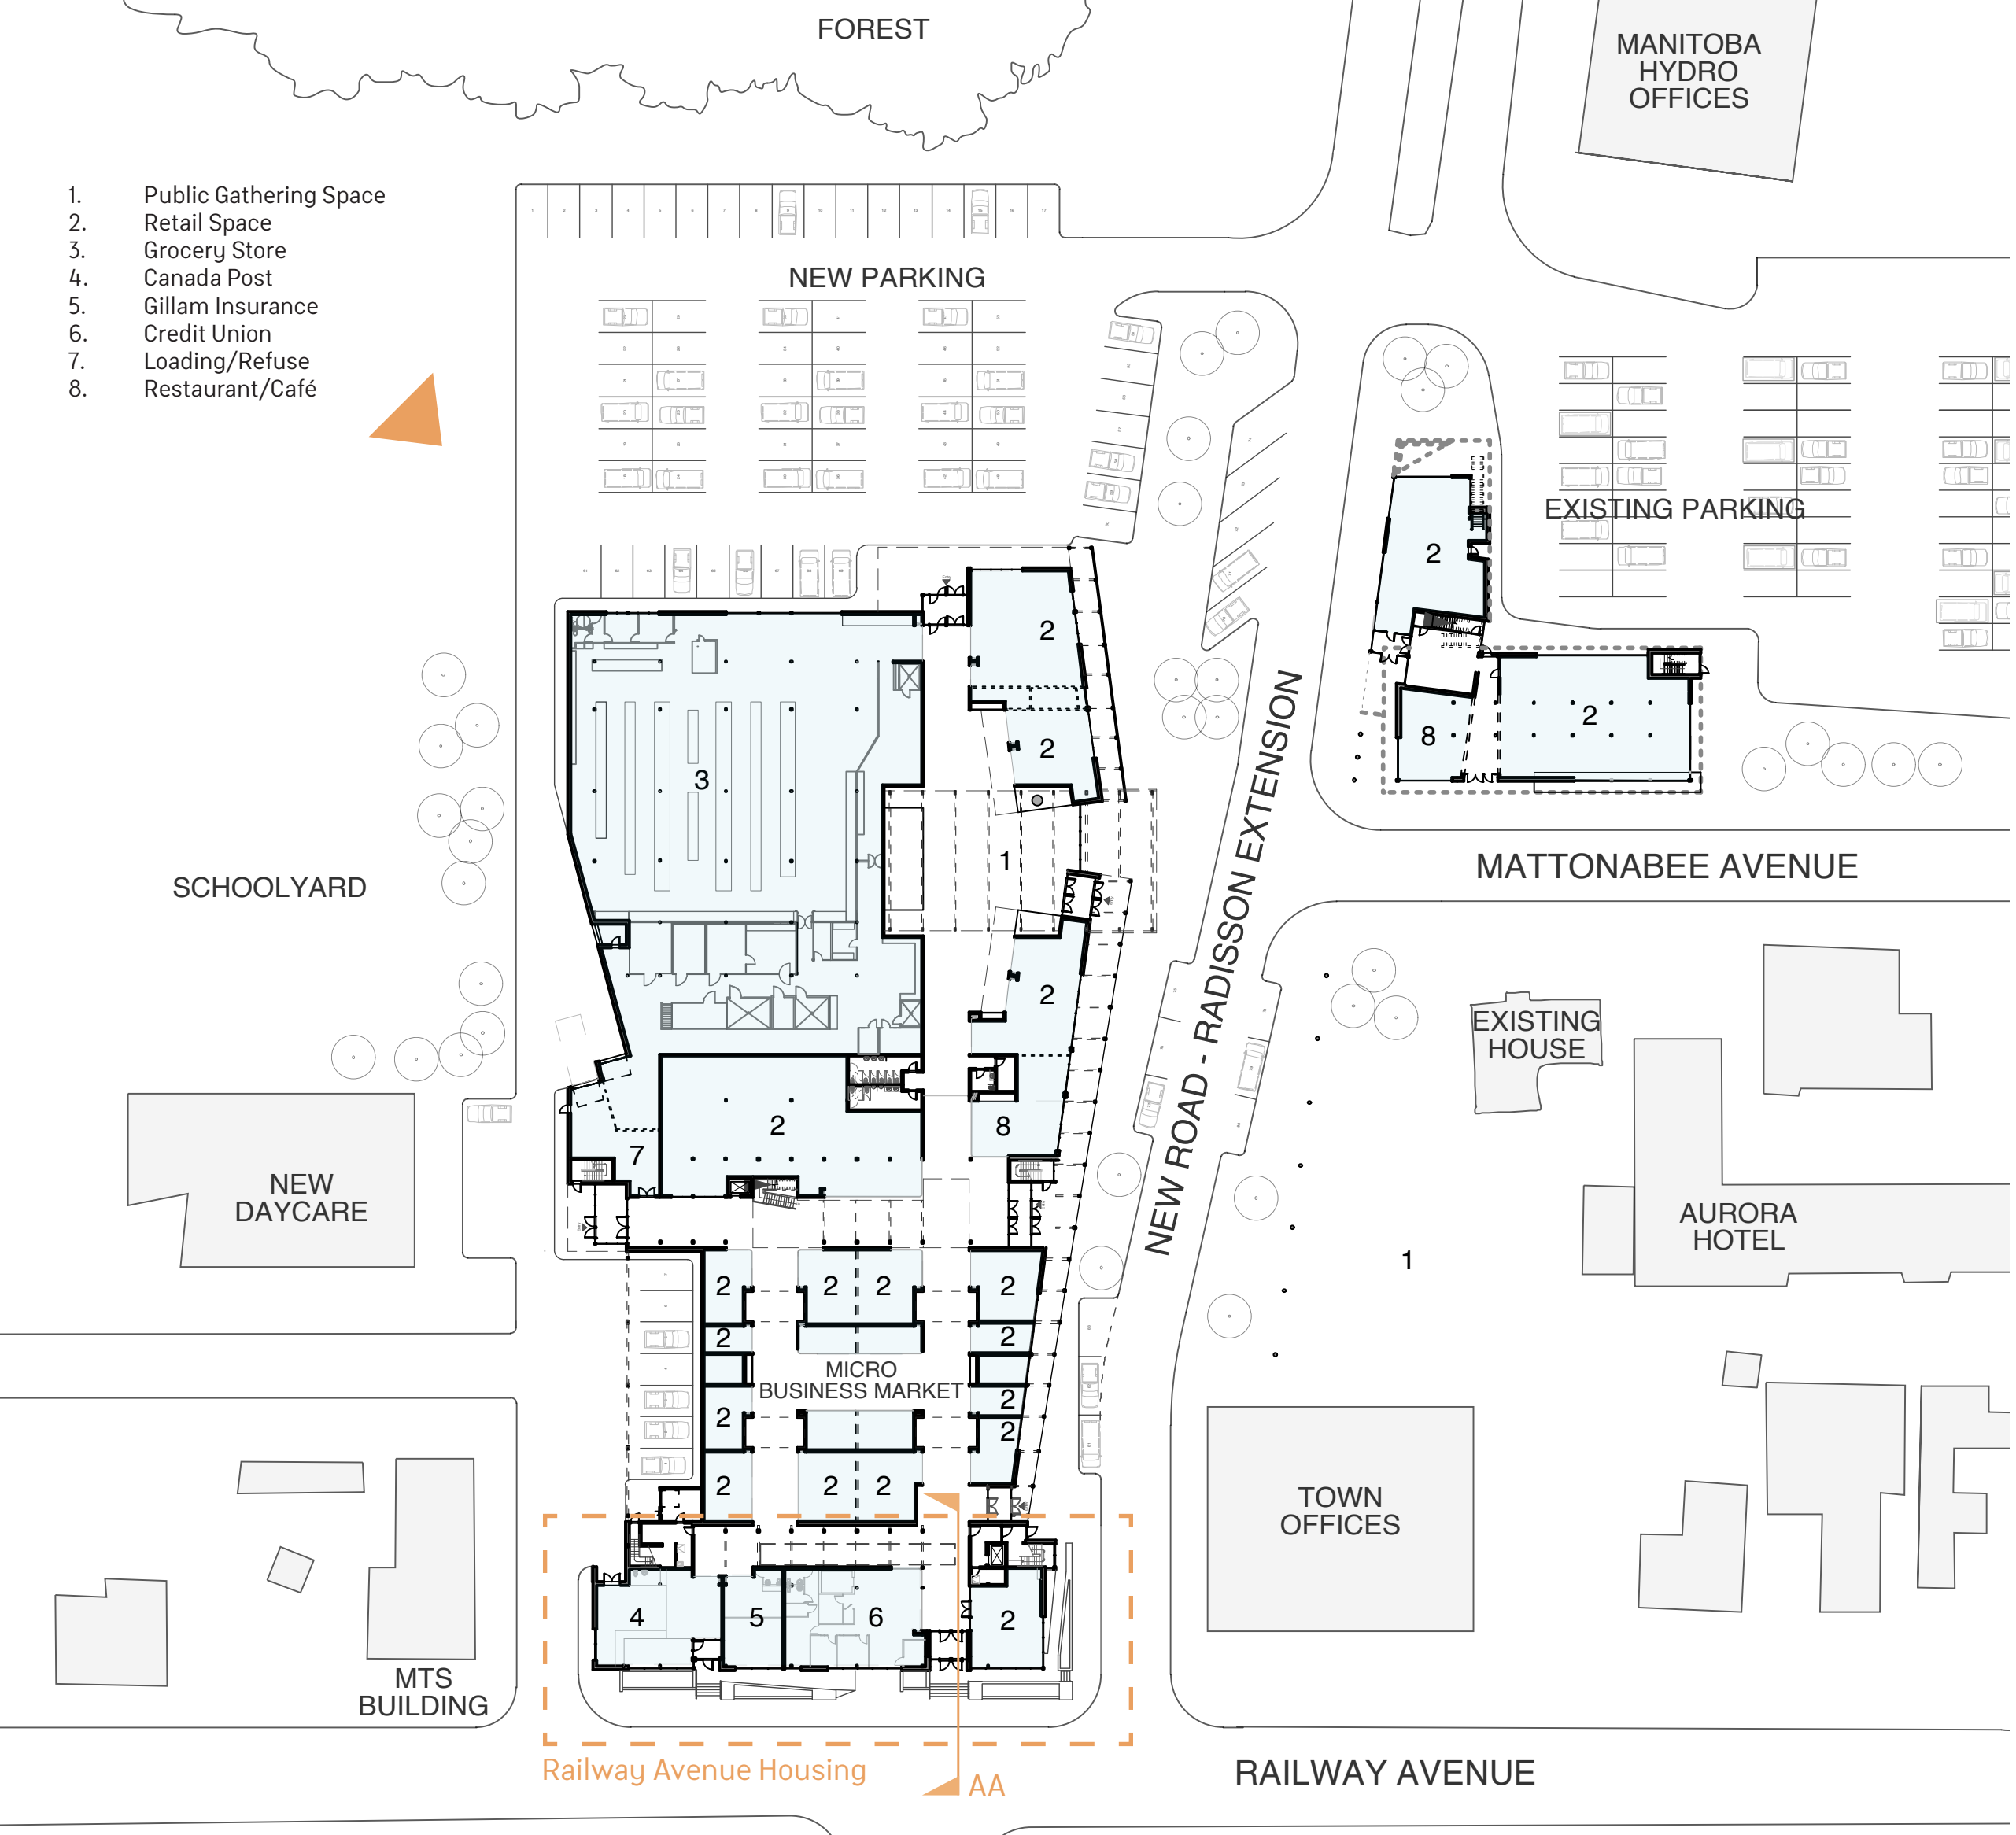 FOREST
MANITOBA
HYDRO
OFFICES
1. Public Gathering Space
2. Retail Space
3. Grocery Store
4. Canada Post
5. Gillam Insurance
6. Credit Union
7. Loading/Refuse
8. Restaurant/Café
NEW PARKING
EXISTING PARKING
2
2
8
2
2
2
3
1
2
SCHOOLYARD
NEW ROAD - RADISSON EXTENSION
MATTONABEE AVENUE
EXISTING
HOUSE
2
8
7
NEW
DAYCARE
AURORA
HOTEL
1
2
2
2
2
2
2
MICRO
BUSINESS MARKET
2
2
2
2
2
2
TOWN
OFFICES
4
5
6
2
MTS
BUILDING
Railway Avenue Housing
AA
RAILWAY AVENUE